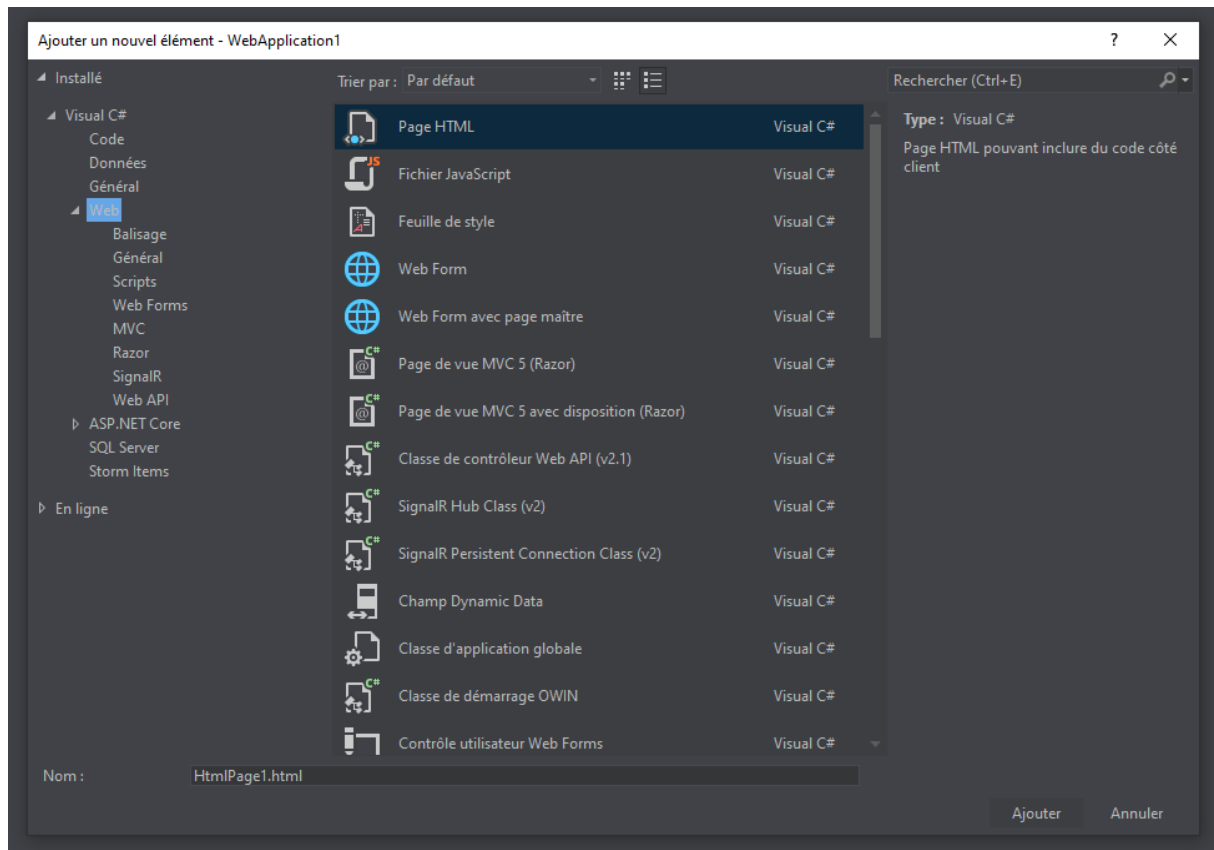 Ajouter un nouvel élément - WebApplication1
?
Installé
Trier par : Par défaut
Rechercher (Ctrl+E)
Visual C#
Code
Données
Général
Web
Balisage
Général
Scripts
Web Forms
MVC
Razor
SignalR
Web API
ASP.NET Core
SQL Server
Storm Items
En ligne
Page HTML Visual C#
Fichier JavaScript Visual C#
Feuille de style Visual C#
Web Form Visual C#
Web Form avec page maître Visual C#
Page de vue MVC 5 (Razor) Visual C#
Page de vue MVC 5 avec disposition (Razor) Visual C#
Classe de contrôleur Web API (v2.1) Visual C#
SignalR Hub Class (v2) Visual C#
SignalR Persistent Connection Class (v2) Visual C#
Champ Dynamic Data Visual C#
Classe d'application globale Visual C#
Classe de démarrage OWIN Visual C#
Contrôle utilisateur Web Forms Visual C#
Type : Visual C#
Page HTML pouvant inclure du code côté
client
Nom : HtmlPage1.html
Ajouter Annuler